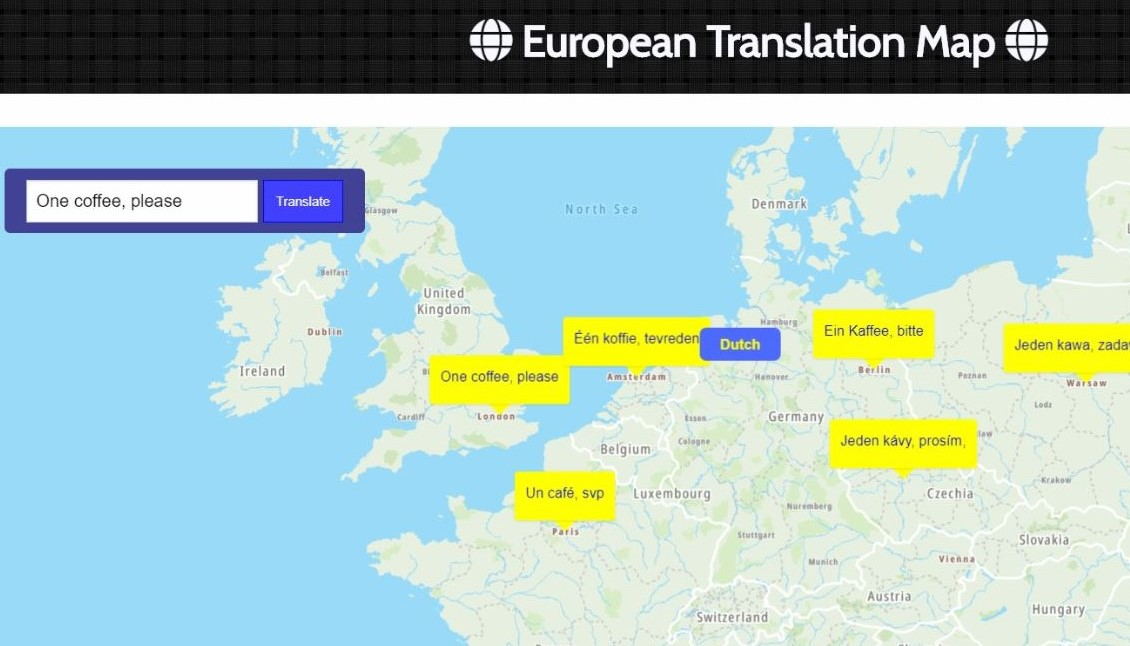 European Translation Map
One coffee, please
Translate
Glasgow
North Sea
Denmark
Belfast
United
Kingdom
Dublin
Ireland
Hamburg
Één koffie, tevreden
Dutch
Ein Kaffee, bitte
Berlin
Jeden kawa,
Warsaw
Poznan
Hanover
Amsterdam
One coffee, please
London
Cardiff
Essen
Cologne
Germany
Lodz
Belgium
Jeden kávy, prosím,
Krakow
Un café, svp
Paris
Luxembourg
Czechia
Nuremberg
Stuttgart
Slovakia
Munich
Vienna
Austria
Hungary
Switzerland